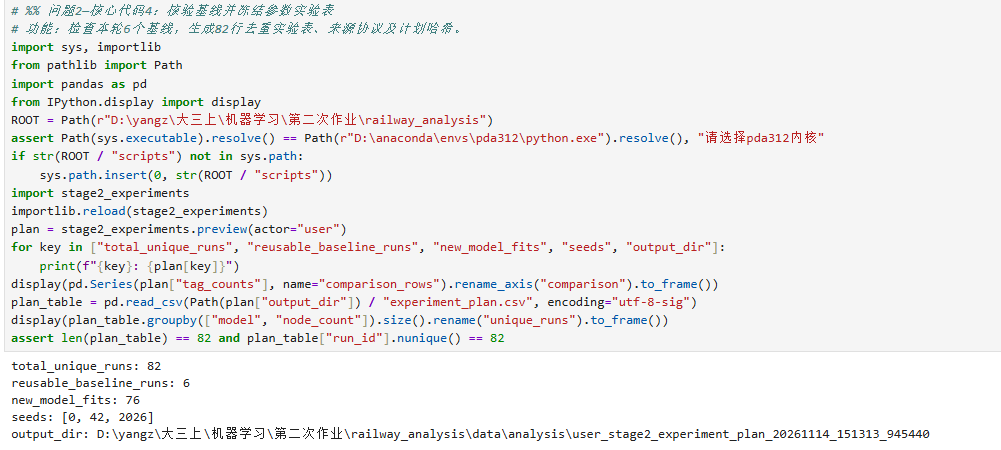 # %% 问题2—核心代码4：核验基线并冻结参数实验表
# 功能：检查本轮6个基线，生成82行去重实验表、来源协议及计划哈希。
import sys, importlib
from pathlib import Path
import pandas as pd
from IPython.display import display
ROOT = Path(r"D:\yangz\大三上\机器学习\第二次作业\railway_analysis")
assert Path(sys.executable).resolve() == Path(r"D:\anaconda\envs\pda312\python.exe").resolve(), "请选择pda312内核"
if str(ROOT / "scripts") not in sys.path:
    sys.path.insert(0, str(ROOT / "scripts"))
import stage2_experiments
importlib.reload(stage2_experiments)
plan = stage2_experiments.preview(actor="user")
for key in ["total_unique_runs", "reusable_baseline_runs", "new_model_fits", "seeds", "output_dir"]:
    print(f"{key}: {plan[key]}")
display(pd.Series(plan["tag_counts"], name="comparison_rows").rename_axis("comparison").to_frame())
plan_table = pd.read_csv(Path(plan["output_dir"]) / "experiment_plan.csv", encoding="utf-8-sig")
display(plan_table.groupby(["model", "node_count"]).size().rename("unique_runs").to_frame())
assert len(plan_table) == 82 and plan_table["run_id"].nunique() == 82
total_unique_runs: 82
reusable_baseline_runs: 6
new_model_fits: 76
seeds: [0, 42, 2026]
output_dir: D:\yangz\大三上\机器学习\第二次作业\railway_analysis\data\analysis\user_stage2_experiment_plan_20261114_151313_945440